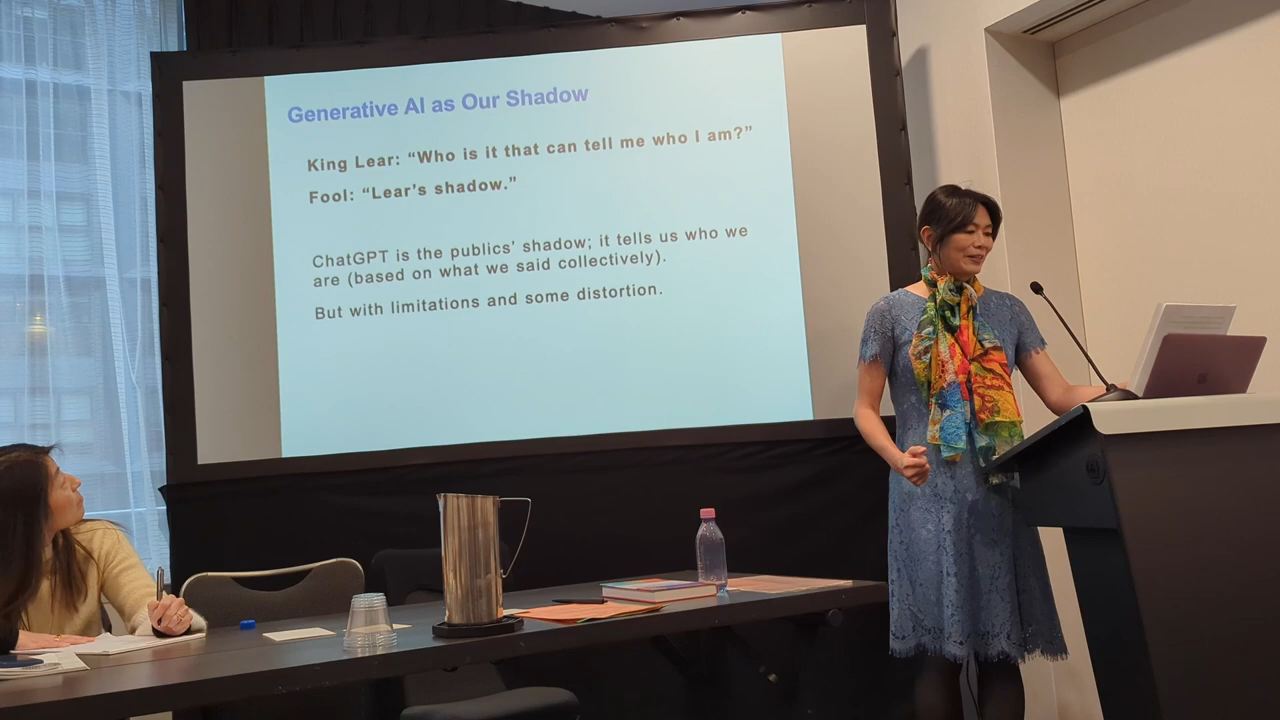 Generative AI as Our Shadow
King Lear: “Who is it that can tell me who I am?”
Fool: “Lear’s shadow.”
ChatGPT is the publics’ shadow; it tells us who we
are (based on what we said collectively).
But with limitations and some distortion.